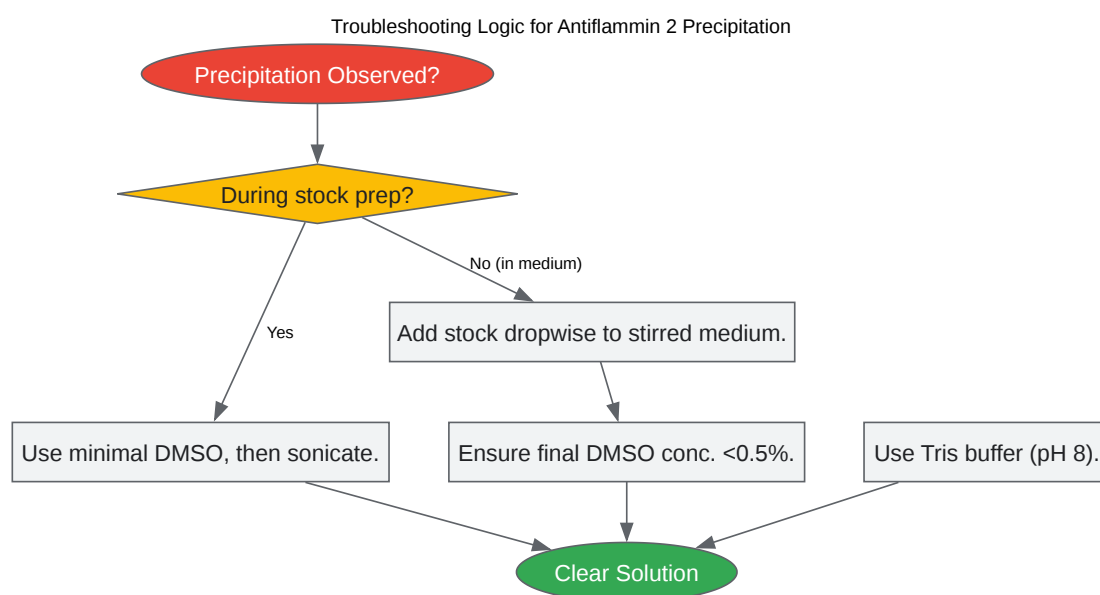 Troubleshooting Logic for Antiflammin 2 Precipitation
Precipitation Observed?
During stock prep?
No (in medium)
Add stock dropwise to stirred medium.
Yes
Use minimal DMSO, then sonicate.
Ensure final DMSO conc. <0.5%.
Use Tris buffer (pH 8).
Clear Solution